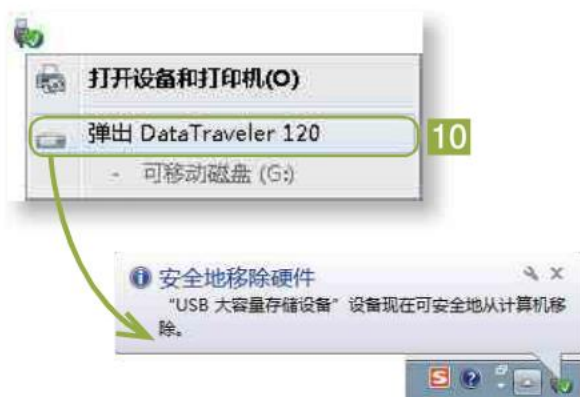 打开设备和打印机(O)
弹出 DataTraveler 120
10
- 可移动磁盘 (G:)
安全地移除硬件
“USB 大容量存储设备”设备现在可安全地从计算机移
除。